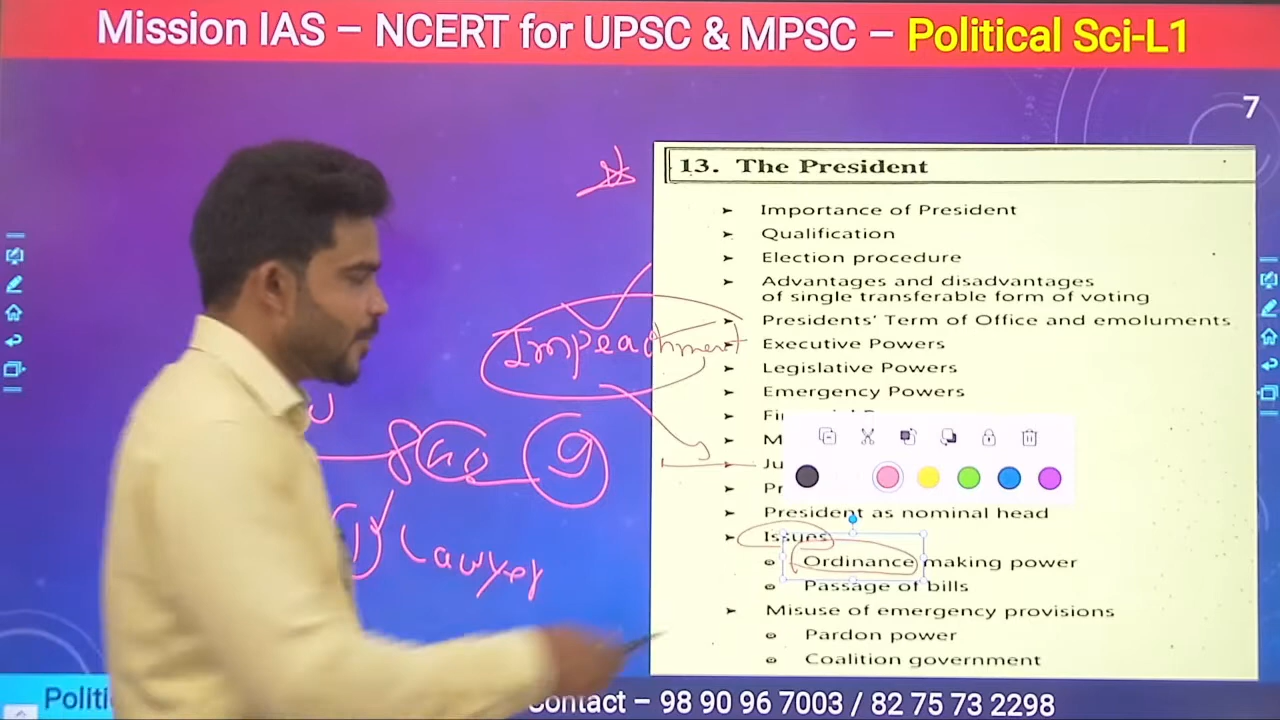 Mission IAS – NCERT for UPSC & MPSC – Political Sci-L1
7
13. The President
➤ Importance of President
➤ Qualification
➤ Election procedure
➤ Advantages and disadvantages
of single transferable form of voting
➤ Presidents' Term of Office and emoluments
➤ Executive Powers
➤ Legislative Powers
➤ Emergency Powers
➤ President as nominal head
➤ Issues
Ordinance making power
Passage of bills
➤ Misuse of emergency provisions
Pardon power
Coalition government
Impeachment
Lawyer
Contact – 98 90 96 7003 / 82 75 73 2298